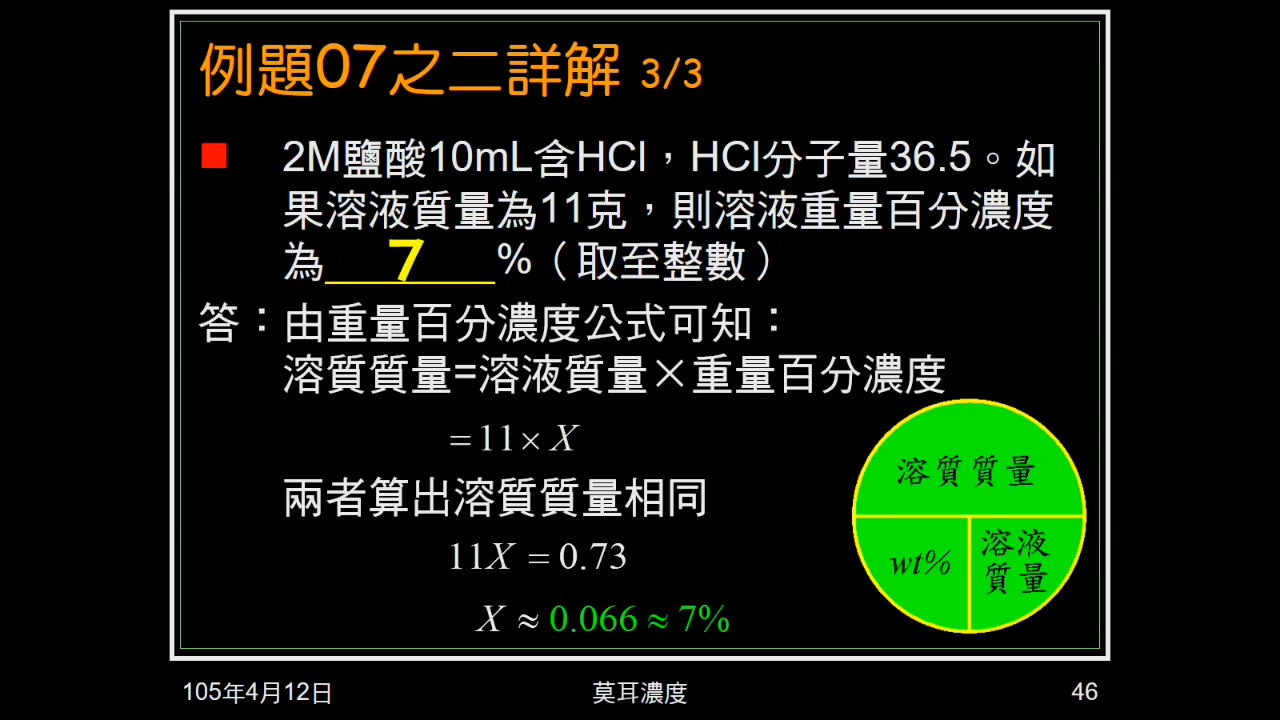 例題07之二詳解 3/3
2M鹽酸10mL含HCl，HCl分子量36.5。如
果溶液質量為11克，則溶液重量百分濃度
為 7 %（取至整數）
答：由重量百分濃度公式可知：
溶質質量=溶液質量×重量百分濃度
=11×X
兩者算出溶質質量相同
11X=0.73
X≈0.066≈7%
溶質質量
wt%
溶液
質量
105年4月12日
莫耳濃度
46